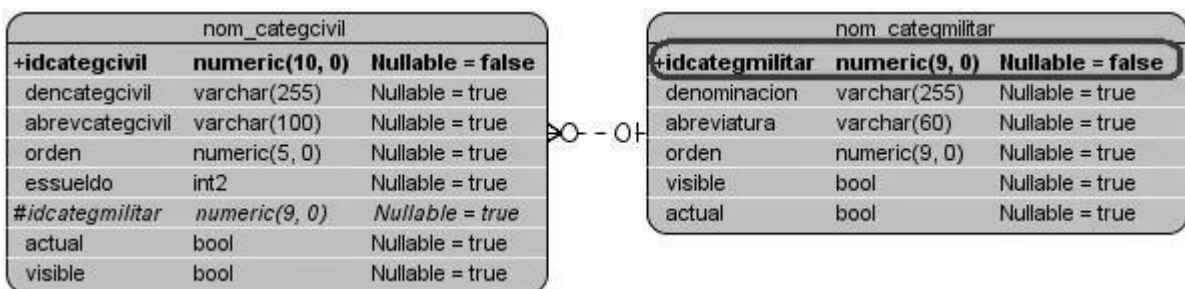 nom_categcivil
+idcategcivil numeric(10, 0) Nullable = false
dencategcivil varchar(255) Nullable = true
abrevcategcivil varchar(100) Nullable = true
orden numeric(5, 0) Nullable = true
essueldo int2 Nullable = true
#idcategmilitar numeric(9, 0) Nullable = true
actual bool Nullable = true
visible bool Nullable = true
nom_categmilitar
+idcategmilitar numeric(9, 0) Nullable = false
denominacion varchar(255) Nullable = true
abreviatura varchar(60) Nullable = true
orden numeric(9, 0) Nullable = true
visible bool Nullable = true
actual bool Nullable = true